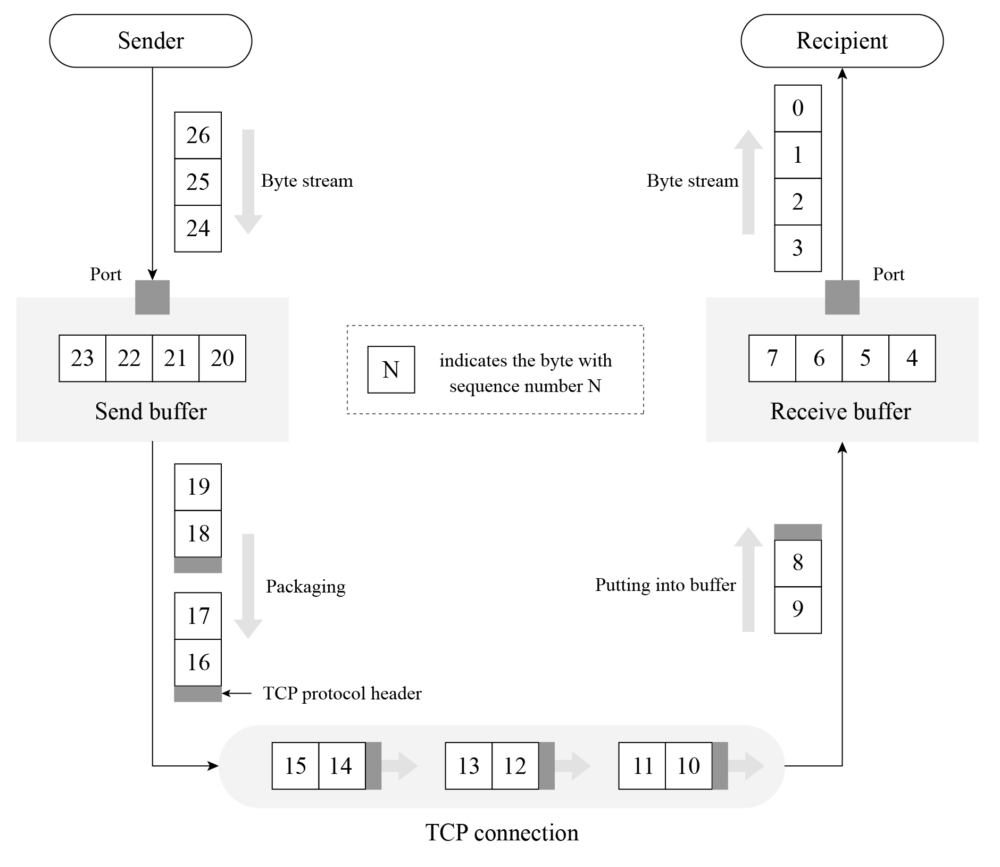 Sender
Recipient
26
25
24
Byte stream
Byte stream
0
1
2
3
Port
Port
23 22 21 20
Send buffer
N
indicates the byte with
sequence number N
7 6 5 4
Receive buffer
19
18
17
16
Packaging
TCP protocol header
Putting into buffer
8
9
15 14
13 12
11 10
TCP connection